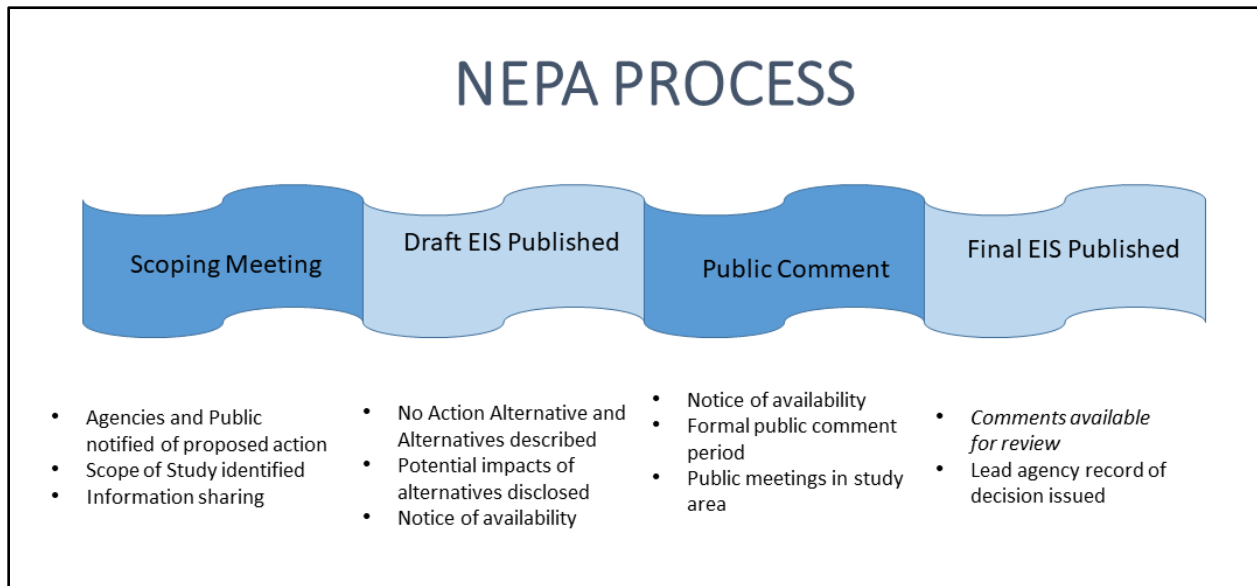 NEPA PROCESS
Scoping Meeting
Draft EIS Published
Public Comment
Final EIS Published
• Agencies and Public
notified of proposed action
• Scope of Study identified
• Information sharing
• No Action Alternative and
Alternatives described
• Potential impacts of
alternatives disclosed
• Notice of availability
• Notice of availability
• Formal public comment
period
• Public meetings in study
area
• Comments available
for review
• Lead agency record of
decision issued